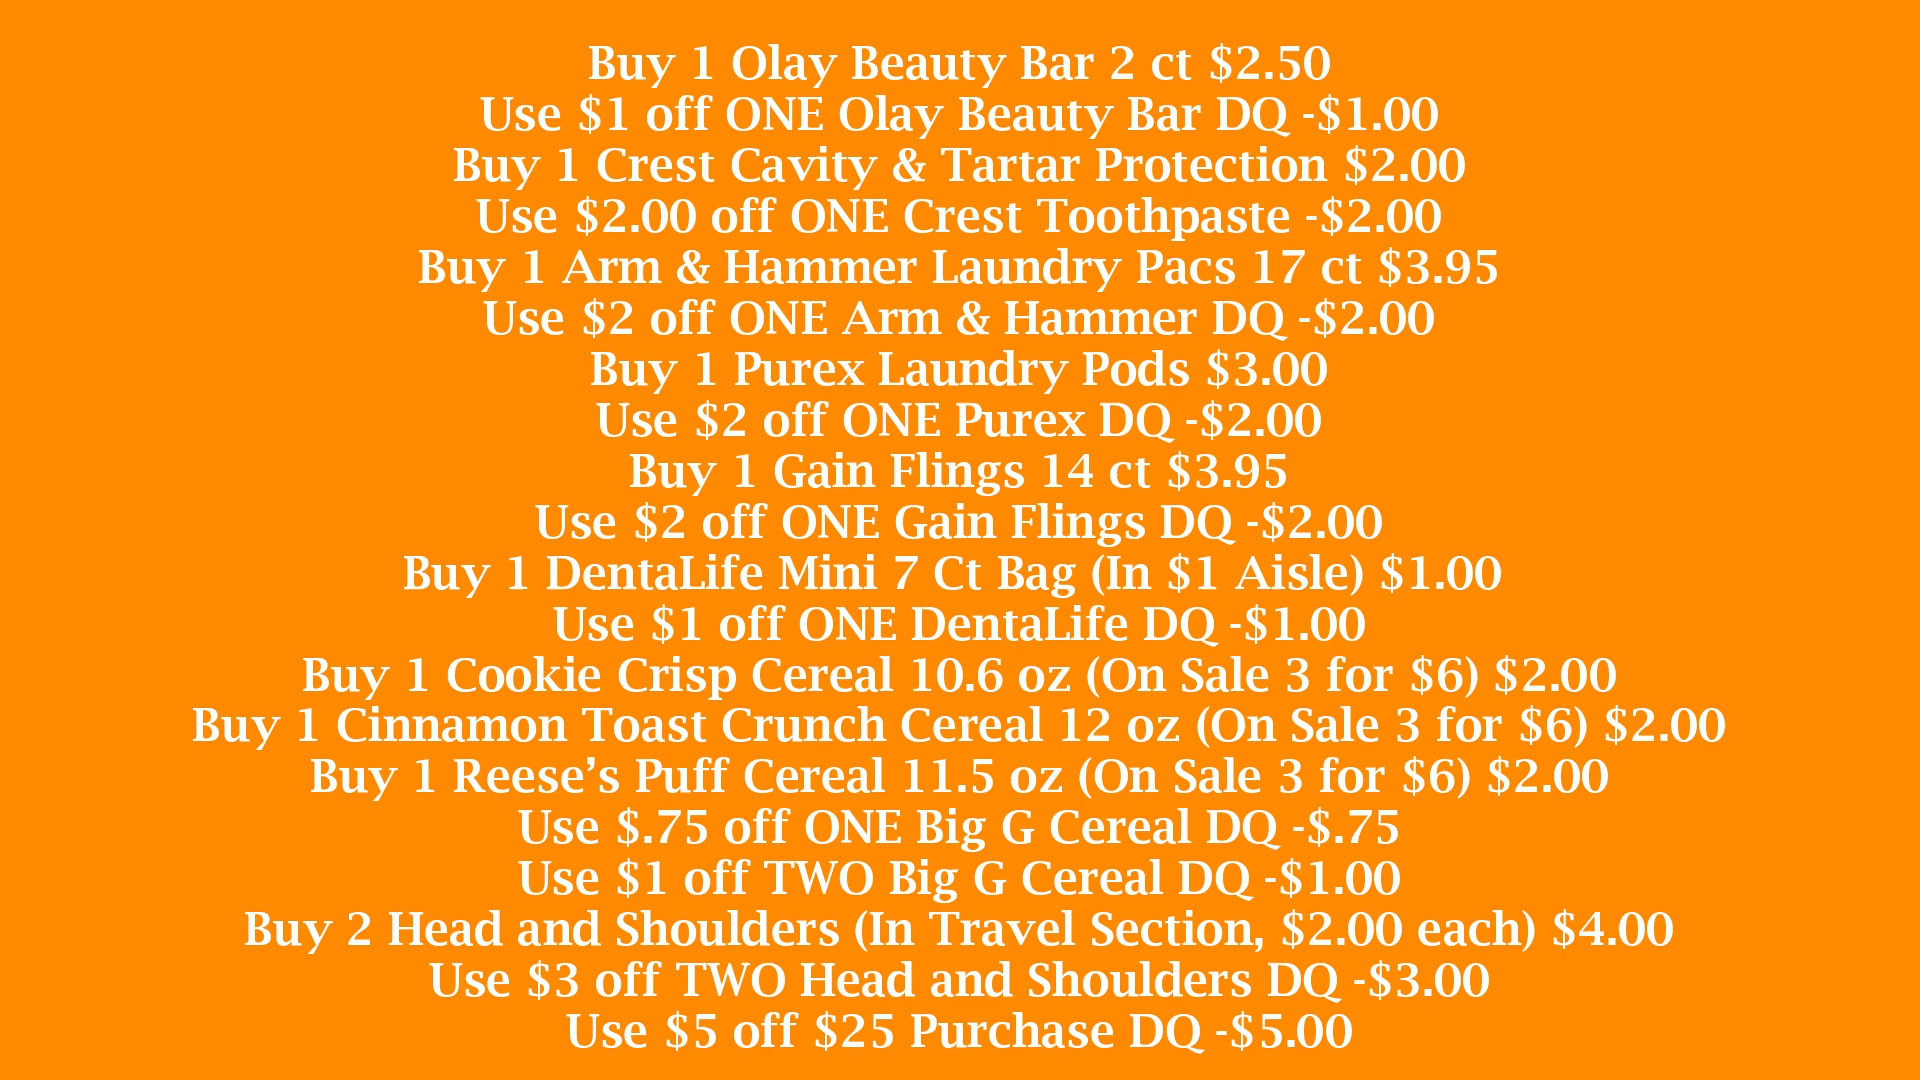 Buy 1 Olay Beauty Bar 2 ct $2.50
Use $1 off ONE Olay Beauty Bar DQ -$1.00
Buy 1 Crest Cavity & Tartar Protection $2.00
Use $2.00 off ONE Crest Toothpaste -$2.00
Buy 1 Arm & Hammer Laundry Pacs 17 ct $3.95
Use $2 off ONE Arm & Hammer DQ -$2.00
Buy 1 Purex Laundry Pods $3.00
Use $2 off ONE Purex DQ -$2.00
Buy 1 Gain Flings 14 ct $3.95
Use $2 off ONE Gain Flings DQ -$2.00
Buy 1 DentaLife Mini 7 Ct Bag (In $1 Aisle) $1.00
Use $1 off ONE DentaLife DQ -$1.00
Buy 1 Cookie Crisp Cereal 10.6 oz (On Sale 3 for $6) $2.00
Buy 1 Cinnamon Toast Crunch Cereal 12 oz (On Sale 3 for $6) $2.00
Buy 1 Reese’s Puff Cereal 11.5 oz (On Sale 3 for $6) $2.00
Use $.75 off ONE Big G Cereal DQ -$.75
Use $1 off TWO Big G Cereal DQ -$1.00
Buy 2 Head and Shoulders (In Travel Section, $2.00 each) $4.00
Use $3 off TWO Head and Shoulders DQ -$3.00
Use $5 off $25 Purchase DQ -$5.00